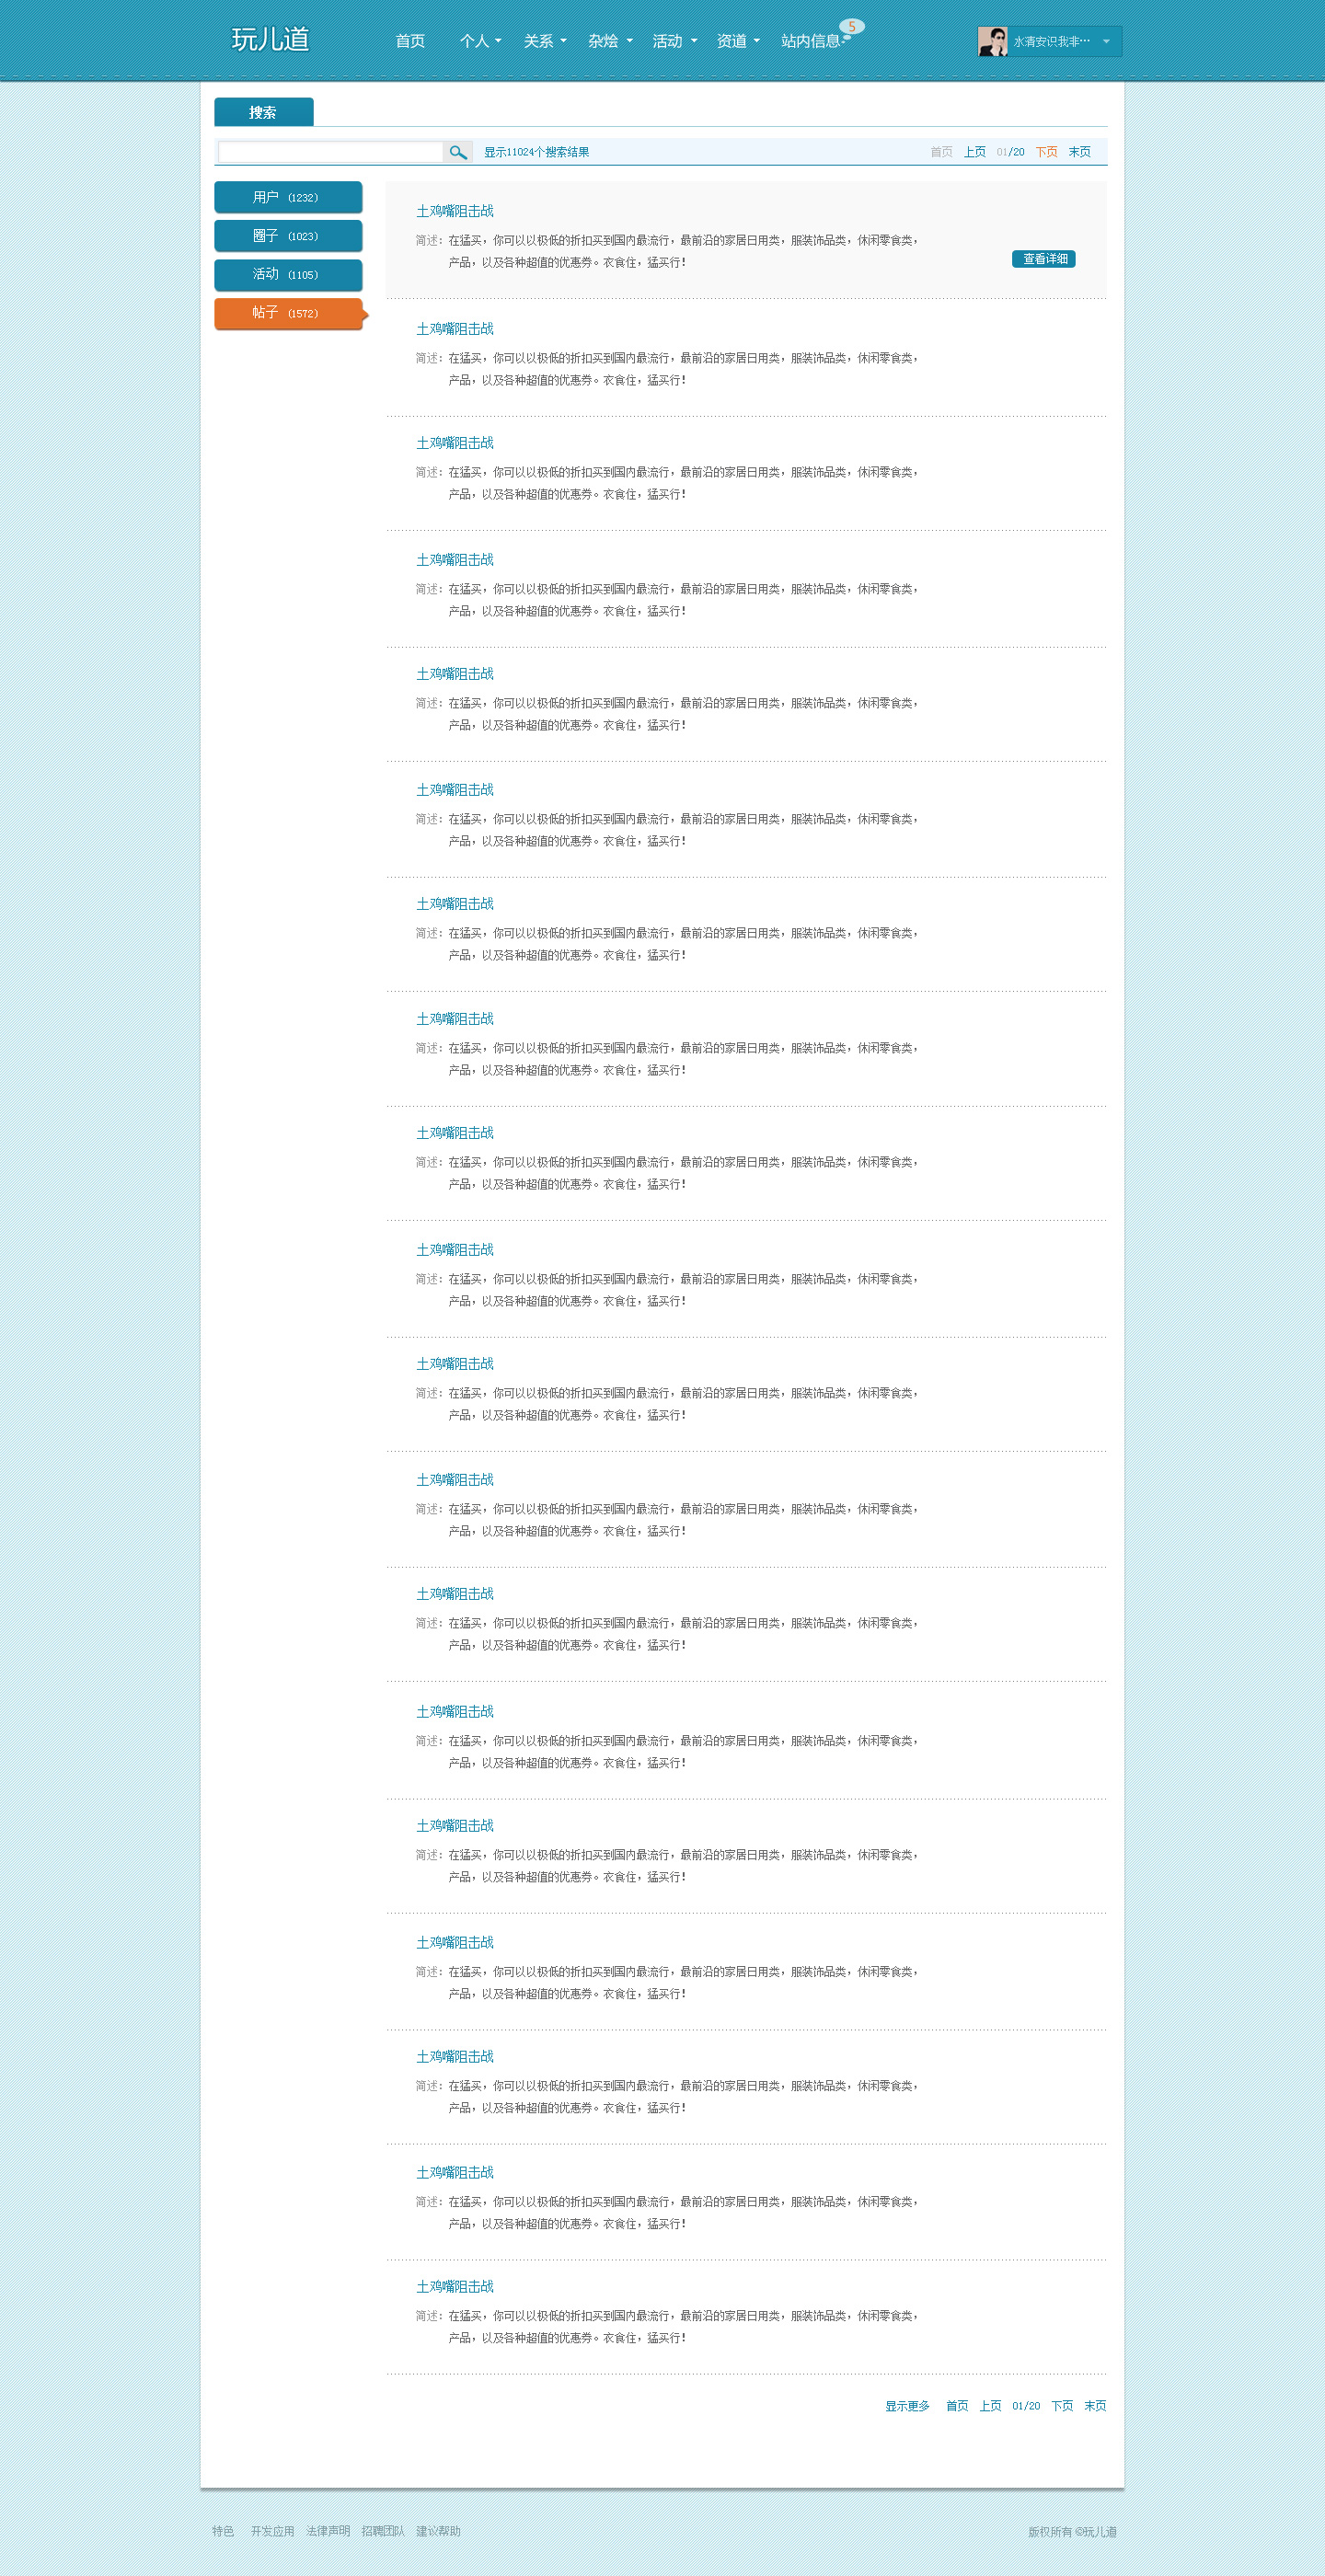 玩儿道
首页 个人 关系 杂烩 活动 资道 站内信息 5
水清安识我非···
搜索
显示11024个搜索结果 首页 上页 01/20 下页 末页
用户 (1232)
圈子 (1023)
活动 (1105)
帖子 (1572)
土鸡嘴阻击战
简述：在猛买，你可以以极低的折扣买到国内最流行，最前沿的家居日用类，服装饰品类，休闲零食类，
产品，以及各种超值的优惠券。衣食住，猛买行！
查看详细
土鸡嘴阻击战
简述：在猛买，你可以以极低的折扣买到国内最流行，最前沿的家居日用类，服装饰品类，休闲零食类，
产品，以及各种超值的优惠券。衣食住，猛买行！
土鸡嘴阻击战
简述：在猛买，你可以以极低的折扣买到国内最流行，最前沿的家居日用类，服装饰品类，休闲零食类，
产品，以及各种超值的优惠券。衣食住，猛买行！
土鸡嘴阻击战
简述：在猛买，你可以以极低的折扣买到国内最流行，最前沿的家居日用类，服装饰品类，休闲零食类，
产品，以及各种超值的优惠券。衣食住，猛买行！
土鸡嘴阻击战
简述：在猛买，你可以以极低的折扣买到国内最流行，最前沿的家居日用类，服装饰品类，休闲零食类，
产品，以及各种超值的优惠券。衣食住，猛买行！
土鸡嘴阻击战
简述：在猛买，你可以以极低的折扣买到国内最流行，最前沿的家居日用类，服装饰品类，休闲零食类，
产品，以及各种超值的优惠券。衣食住，猛买行！
土鸡嘴阻击战
简述：在猛买，你可以以极低的折扣买到国内最流行，最前沿的家居日用类，服装饰品类，休闲零食类，
产品，以及各种超值的优惠券。衣食住，猛买行！
土鸡嘴阻击战
简述：在猛买，你可以以极低的折扣买到国内最流行，最前沿的家居日用类，服装饰品类，休闲零食类，
产品，以及各种超值的优惠券。衣食住，猛买行！
土鸡嘴阻击战
简述：在猛买，你可以以极低的折扣买到国内最流行，最前沿的家居日用类，服装饰品类，休闲零食类，
产品，以及各种超值的优惠券。衣食住，猛买行！
土鸡嘴阻击战
简述：在猛买，你可以以极低的折扣买到国内最流行，最前沿的家居日用类，服装饰品类，休闲零食类，
产品，以及各种超值的优惠券。衣食住，猛买行！
土鸡嘴阻击战
简述：在猛买，你可以以极低的折扣买到国内最流行，最前沿的家居日用类，服装饰品类，休闲零食类，
产品，以及各种超值的优惠券。衣食住，猛买行！
土鸡嘴阻击战
简述：在猛买，你可以以极低的折扣买到国内最流行，最前沿的家居日用类，服装饰品类，休闲零食类，
产品，以及各种超值的优惠券。衣食住，猛买行！
土鸡嘴阻击战
简述：在猛买，你可以以极低的折扣买到国内最流行，最前沿的家居日用类，服装饰品类，休闲零食类，
产品，以及各种超值的优惠券。衣食住，猛买行！
土鸡嘴阻击战
简述：在猛买，你可以以极低的折扣买到国内最流行，最前沿的家居日用类，服装饰品类，休闲零食类，
产品，以及各种超值的优惠券。衣食住，猛买行！
土鸡嘴阻击战
简述：在猛买，你可以以极低的折扣买到国内最流行，最前沿的家居日用类，服装饰品类，休闲零食类，
产品，以及各种超值的优惠券。衣食住，猛买行！
土鸡嘴阻击战
简述：在猛买，你可以以极低的折扣买到国内最流行，最前沿的家居日用类，服装饰品类，休闲零食类，
产品，以及各种超值的优惠券。衣食住，猛买行！
土鸡嘴阻击战
简述：在猛买，你可以以极低的折扣买到国内最流行，最前沿的家居日用类，服装饰品类，休闲零食类，
产品，以及各种超值的优惠券。衣食住，猛买行！
土鸡嘴阻击战
简述：在猛买，你可以以极低的折扣买到国内最流行，最前沿的家居日用类，服装饰品类，休闲零食类，
产品，以及各种超值的优惠券。衣食住，猛买行！
土鸡嘴阻击战
简述：在猛买，你可以以极低的折扣买到国内最流行，最前沿的家居日用类，服装饰品类，休闲零食类，
产品，以及各种超值的优惠券。衣食住，猛买行！
显示更多 首页 上页 01/20 下页 末页
特色 开发应用 法律声明 招聘团队 建议帮助
版权所有 ©玩儿道